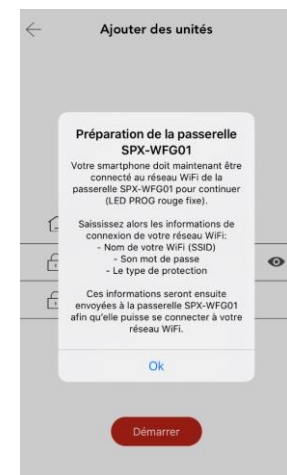 Ajouter des unités
Préparation de la passerelle
SPX-WFG01
Votre smartphone doit maintenant être
connecté au réseau WiFi de la
passerelle SPX-WFG01 pour continuer
(LED PROG rouge fixe).
Saississez alors les informations de
connexion de votre réseau WiFi:
- Nom de votre WiFi (SSID)
- Son mot de passe
- Le type de protection
Ces informations seront ensuite
envoyées à la passerelle SPX-WFG01
afin qu'elle puisse se connecter à votre
réseau WiFi.
Ok
Démarrer